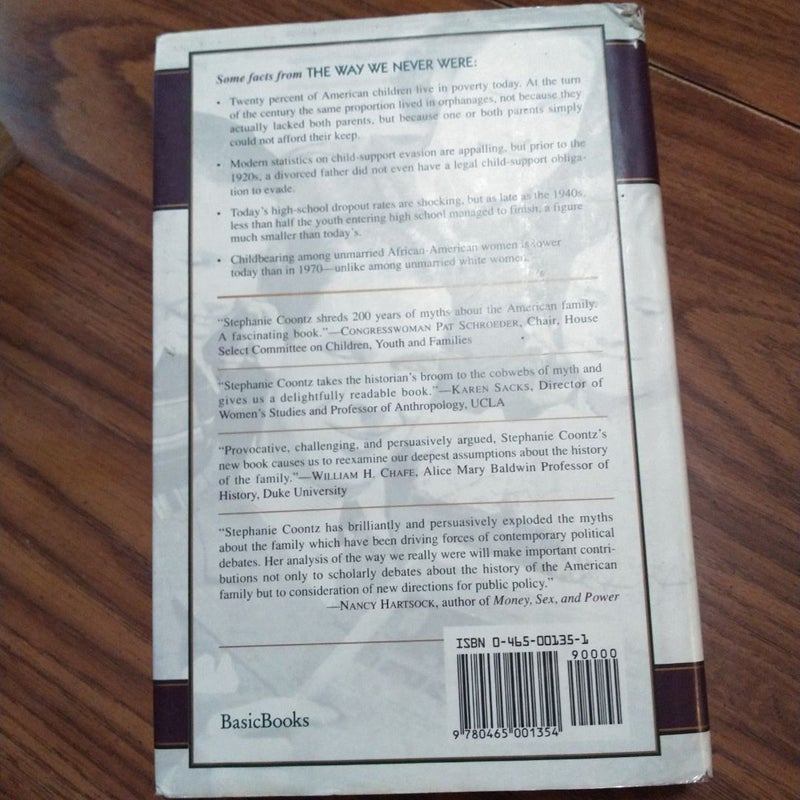 Some facts from THE WAY WE NEVER WERE:
• Twenty percent of American children live in poverty today. At the turn
of the century the same proportion lived in orphanages, not because they
actually lacked both parents, but because one or both parents simply
could not afford their keep.
• Modern statistics on child-support evasion are appalling, but prior to the
1920s, a divorced father did not even have a legal child-support obliga-
tion to evade.
• Today's high-school dropout rates are shocking, but as late as the 1940s,
less than half the youth entering high school managed to finish, a figure
much smaller than today's.
• Childbearing among unmarried African-American women is lower
today than in 1970—unlike among unmarried white women.
"Stephanie Coontz shreds 200 years of myths about the American family.
A fascinating book."—CONGRESSWOMAN PAT SCHROEDER, Chair, House
Select Committee on Children, Youth and Families
"Stephanie Coontz takes the historian's broom to the cobwebs of myth and
gives us a delightfully readable book."—KAREN SACKS, Director of
Women's Studies and Professor of Anthropology, UCLA
"Provocative, challenging, and persuasively argued, Stephanie Coontz's
new book causes us to reexamine our deepest assumptions about the history
of the family."—WILLIAM H. CHAFE, Alice Mary Baldwin Professor of
History, Duke University
"Stephanie Coontz has brilliantly and persuasively exploded the myths
about the family which have been driving forces of contemporary political
debates. Her analysis of the way we really were will make important contri-
butions not only to scholarly debates about the history of the American
family but to consideration of new directions for public policy."
—NANCY HARTSOCK, author of Money, Sex, and Power
ISBN 0-465-00135-1
90000
9 780465 001354
BasicBooks